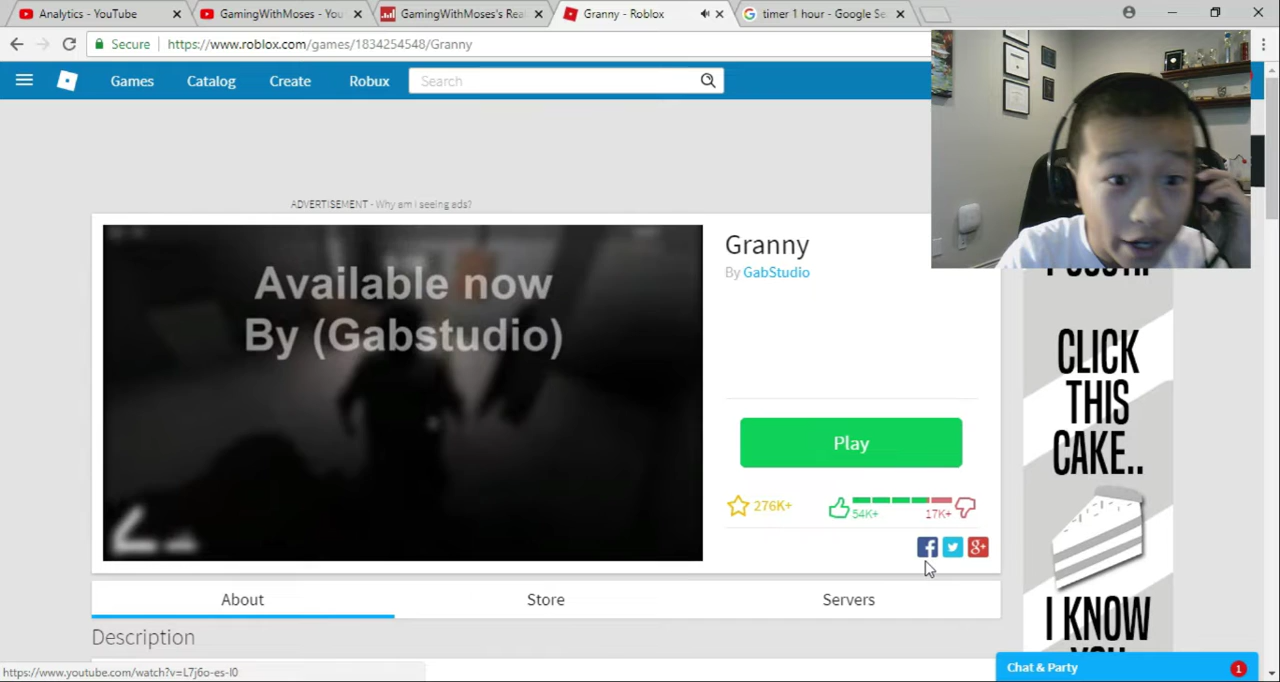 Analytics - YouTube
GamingWithMoses - You
GamingWithMoses's Rea
Granny - Roblox
timer 1 hour - Google Se
Secure
https://www.roblox.com/games/1834254548/Granny
Games
Catalog
Create
Robux
Search
ADVERTISEMENT - Why am i seeing ads?
Available now
By (Gabstudio)
Granny
By GabStudio
Play
276K+
54K+
17K+
CLICK
THIS
CAKE..
I KNOW
About
Store
Servers
Description
https://www.youtube.com/watch?v=L7j6o-es-I0
Chat & Party
1